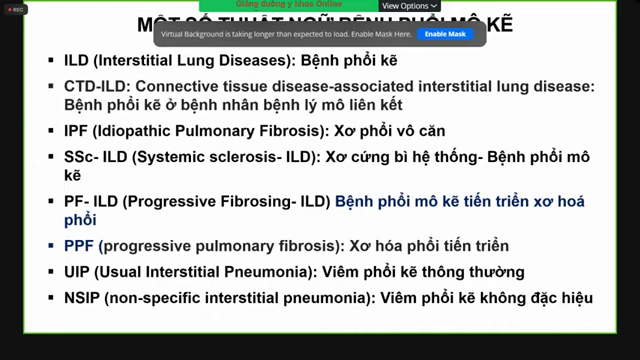 REC
Giảng đường y khoa Online
View Options
MỘT SỐ THUẬT NGỮ BỆNH PHỔI MÔ KẼ
Virtual Background is taking longer than expected to load. Enable Mask Here. Enable Mask
▪ ILD (Interstitial Lung Diseases): Bệnh phổi kẽ
▪ CTD-ILD: Connective tissue disease-associated interstitial lung disease:
Bệnh phổi kẽ ở bệnh nhân bệnh lý mô liên kết
▪ IPF (Idiopathic Pulmonary Fibrosis): Xơ phổi vô căn
▪ SSc- ILD (Systemic sclerosis- ILD): Xơ cứng bì hệ thống- Bệnh phổi mô
kẽ
▪ PF- ILD (Progressive Fibrosing- ILD) Bệnh phổi mô kẽ tiến triển xơ hoá
phổi
▪ PPF (progressive pulmonary fibrosis): Xơ hóa phổi tiến triển
▪ UIP (Usual Interstitial Pneumonia): Viêm phổi kẽ thông thường
▪ NSIP (non-specific interstitial pneumonia): Viêm phổi kẽ không đặc hiệu